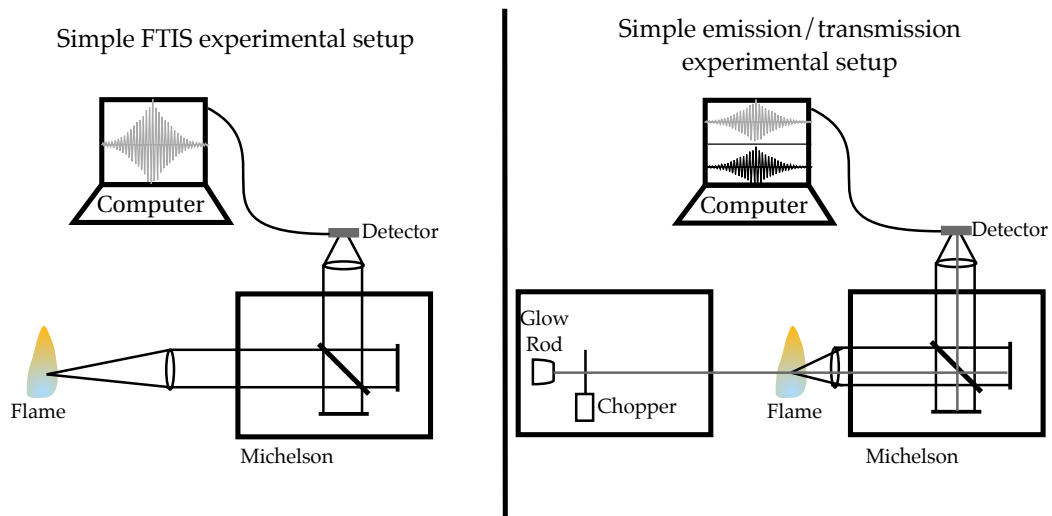 Simple FTIS experimental setup
Computer
Detector
Flame
Michelson
Simple emission/transmission
experimental setup
Computer
Detector
Glow
Rod
Chopper
Flame
Michelson